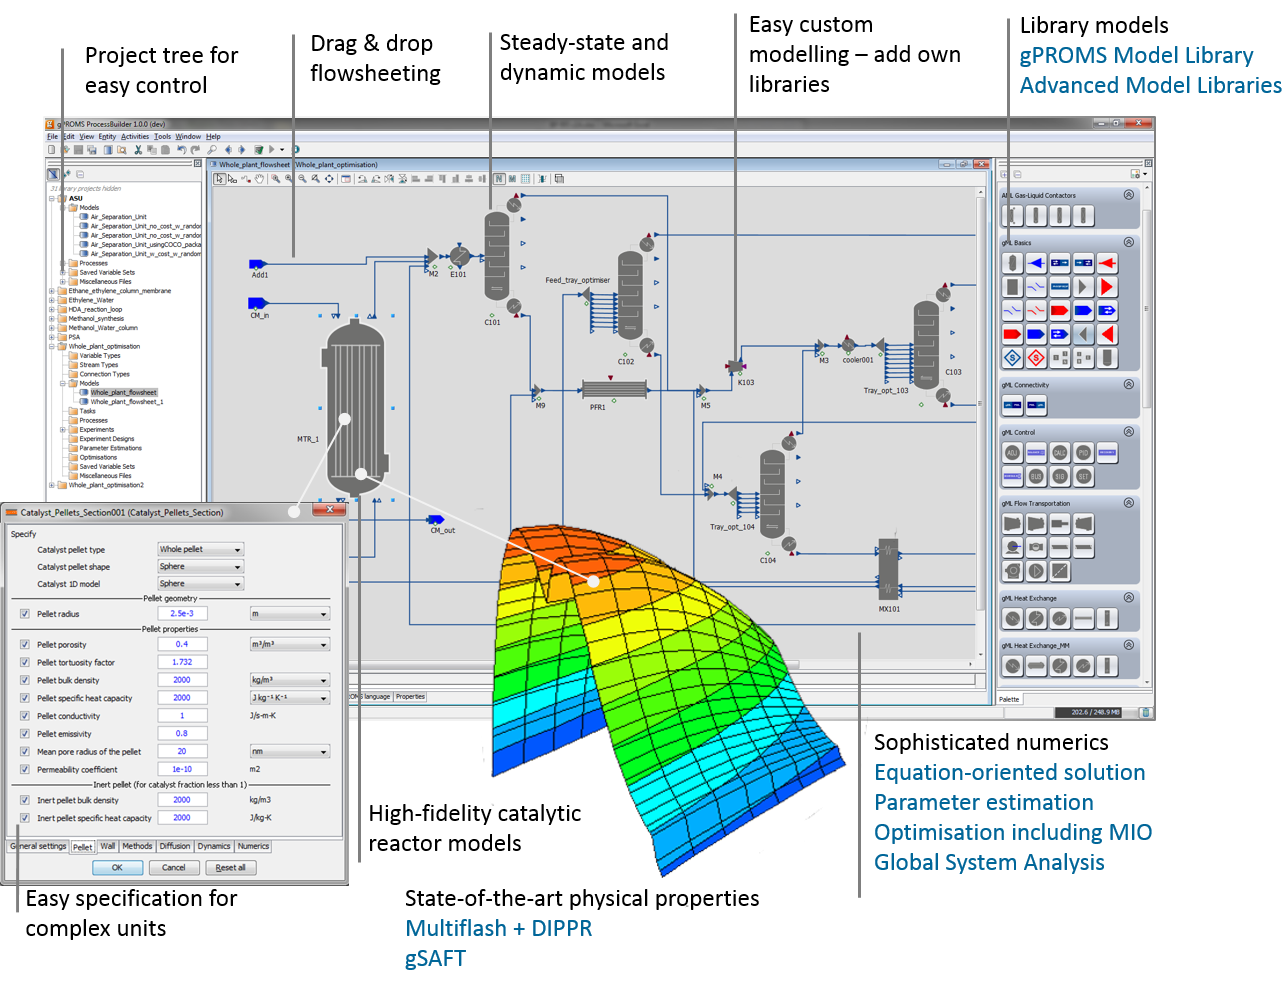 Project tree for
easy control
Drag & drop
flowsheeting
Steady-state and
dynamic models
Easy custom
modelling – add own
libraries
Library models
gPROMS Model Library
Advanced Model Libraries
gPROMS ProcessBuilder 1.0.0 (dev)
File Edit View Entity Activities Tools Window Help
31 library projects hidden
ASU
Models
Air_Separation_Unit
Air_Separation_Unit_no_cost_w_random
Air_Separation_Unit_no_cost_w_random
Air_Separation_Unit_usingCOCO_packa
Air_Separation_Unit_w_cost_w_random
Processes
Saved Variable Sets
Miscellaneous Files
Ethane_ethylene_column_membrane
Ethylene_Water
HDA_reaction_loop
Methanol_synthesis
Methanol_Water_column
PSA
Whole_plant_optimisation
Variable Types
Stream Types
Connection Types
Models
Whole_plant_flowsheet
Whole_plant_flowsheet_1
Tasks
Processes
Experiments
Experiment Designs
Parameter Estimations
Optimisations
Saved Variable Sets
Miscellaneous Files
Whole_plant_optimisation2
Whole_plant_flowsheet (Whole_plant_optimisation)
Add1
CM_in
M2
E101
C101
Feed_tray_optimiser
C102
M9
PFR1
M5
K103
M3
cooler001
Tray_opt_103
C103
MTR_1
CM_out
M4
Tray_opt_104
C104
MX101
language
Properties
AML Gas-Liquid Contactors
gML Basics
gML Connectivity
gML Control
ADJ
CALC
PID
BUS
SIG
SET
gML Flow Transportation
gML Heat Exchange
gML Heat Exchange_MM
Palette
202.6 / 248.9 MB
Catalyst_Pellets_Section001 (Catalyst_Pellets_Section)
Specify
Catalyst pellet type Whole pellet
Catalyst pellet shape Sphere
Catalyst 1D model Sphere
Pellet geometry
Pellet radius 2.5e-3 m
Pellet properties
Pellet porosity 0.4 m³/m³
Pellet tortuosity factor 1.732
Pellet bulk density 2000 kg/m³
Pellet specific heat capacity 2000 J kg⁻¹ K⁻¹
Pellet conductivity 1 J/s-m-K
Pellet emissivity 0.8
Mean pore radius of the pellet 20 nm
Permeability coefficient 1e-10 m2
Inert pellet (for catalyst fraction less than 1)
Inert pellet bulk density 2000 kg/m3
Inert pellet specific heat capacity 2000 J/kg-K
General settings Pellet Wall Methods Diffusion Dynamics Numerics
OK Cancel Reset all
Easy specification for
complex units
High-fidelity catalytic
reactor models
State-of-the-art physical properties
Multiflash + DIPPR
gSAFT
Sophisticated numerics
Equation-oriented solution
Parameter estimation
Optimisation including MIO
Global System Analysis